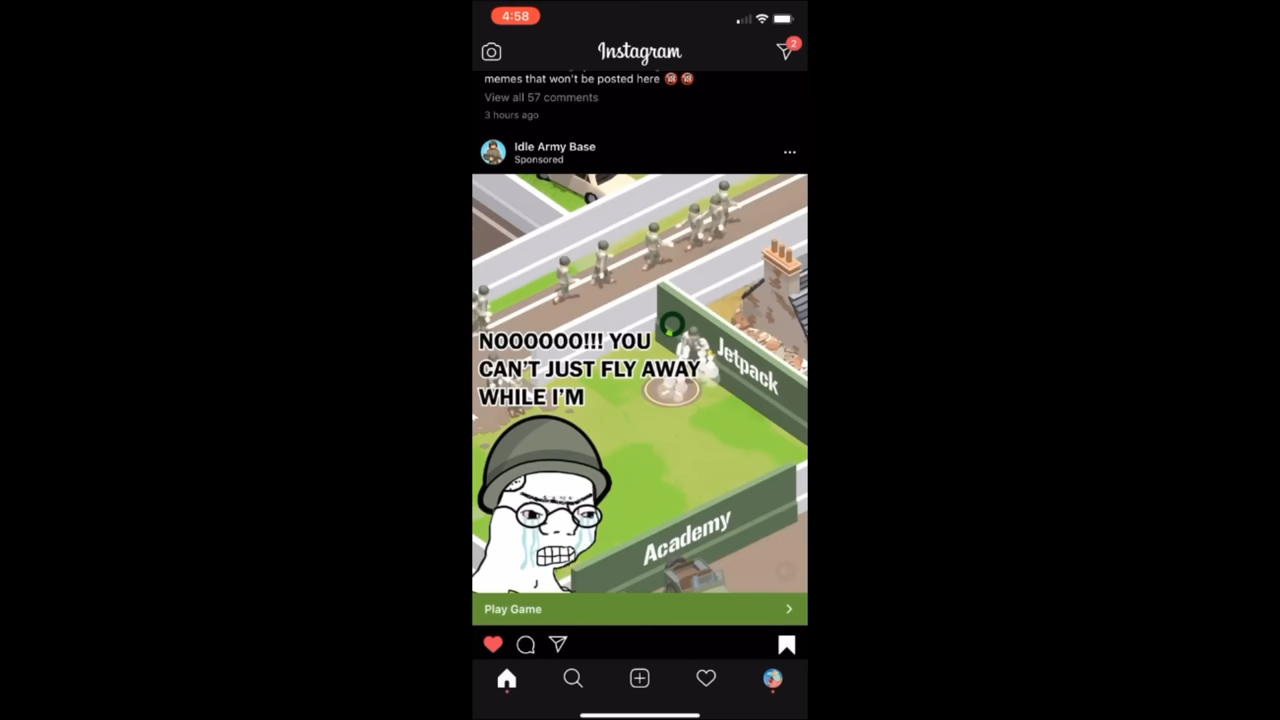 4:58
Instagram
2
memes that won't be posted here 🔞 🔞
View all 57 comments
3 hours ago
Idle Army Base
Sponsored
NOOOOOO!!! YOU
CAN'T JUST FLY AWAY
WHILE I'M
Jetpack
Academy
Play Game